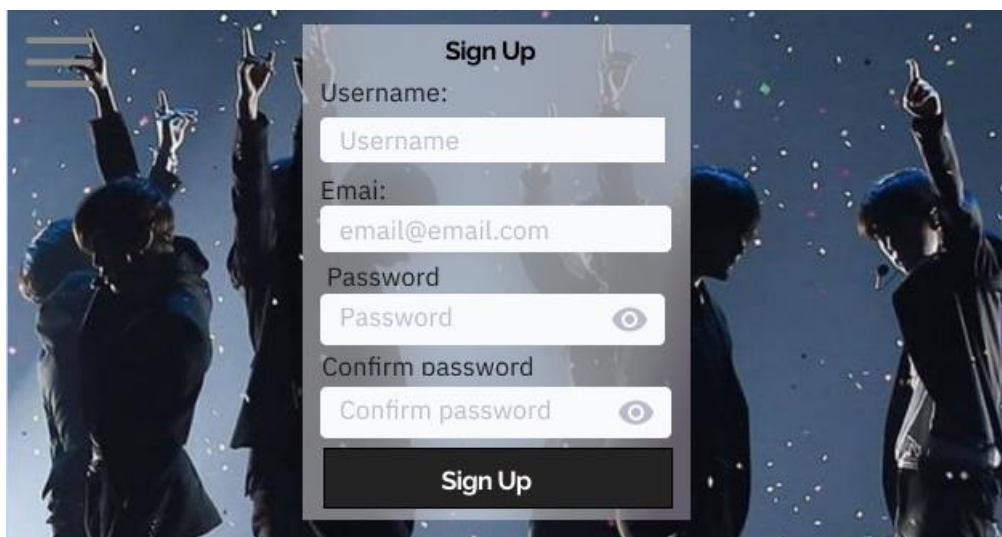 Sign Up
Username:
Username
Emai:
email@email.com
Password
Password
Confirm password
Confirm password
Sign Up